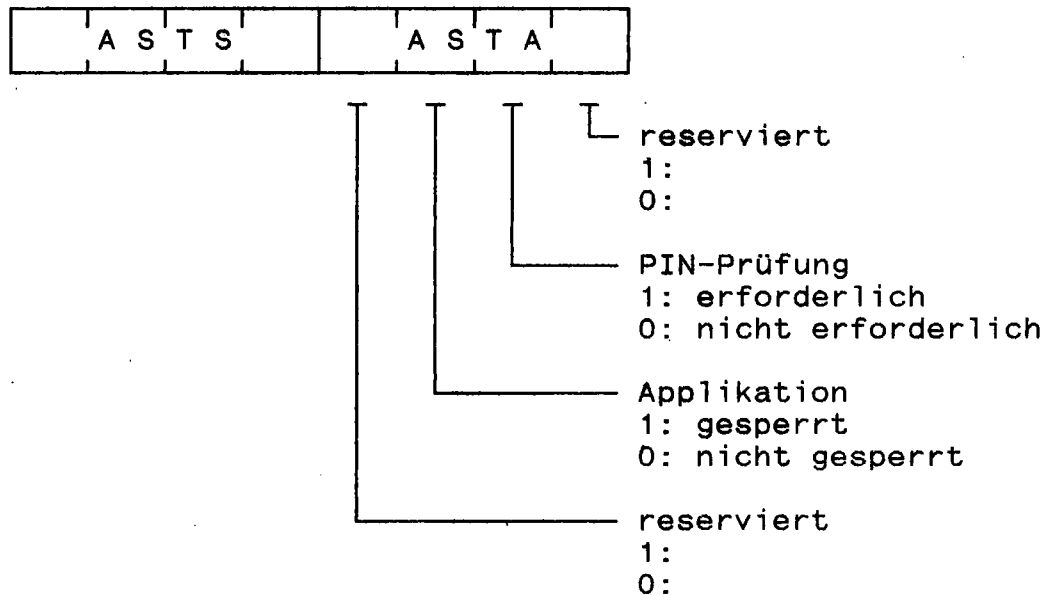 A S T S A S T A
reserviert
1:
0:
PIN-Prüfung
1: erforderlich
0: nicht erforderlich
Applikation
1: gesperrt
0: nicht gesperrt
reserviert
1:
0: